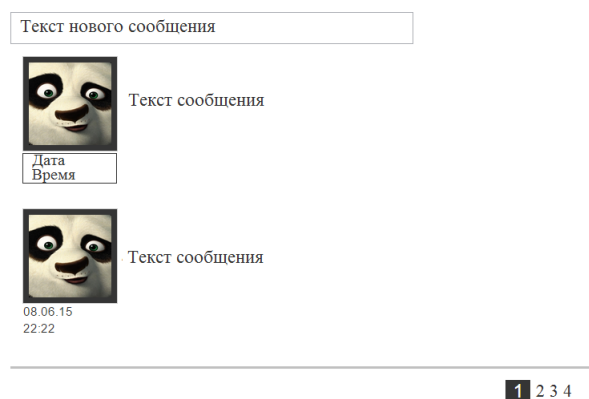 Текст нового сообщения
Текст сообщения
Дата
Время
Текст сообщения
08.06.15
22:22
1 2 3 4